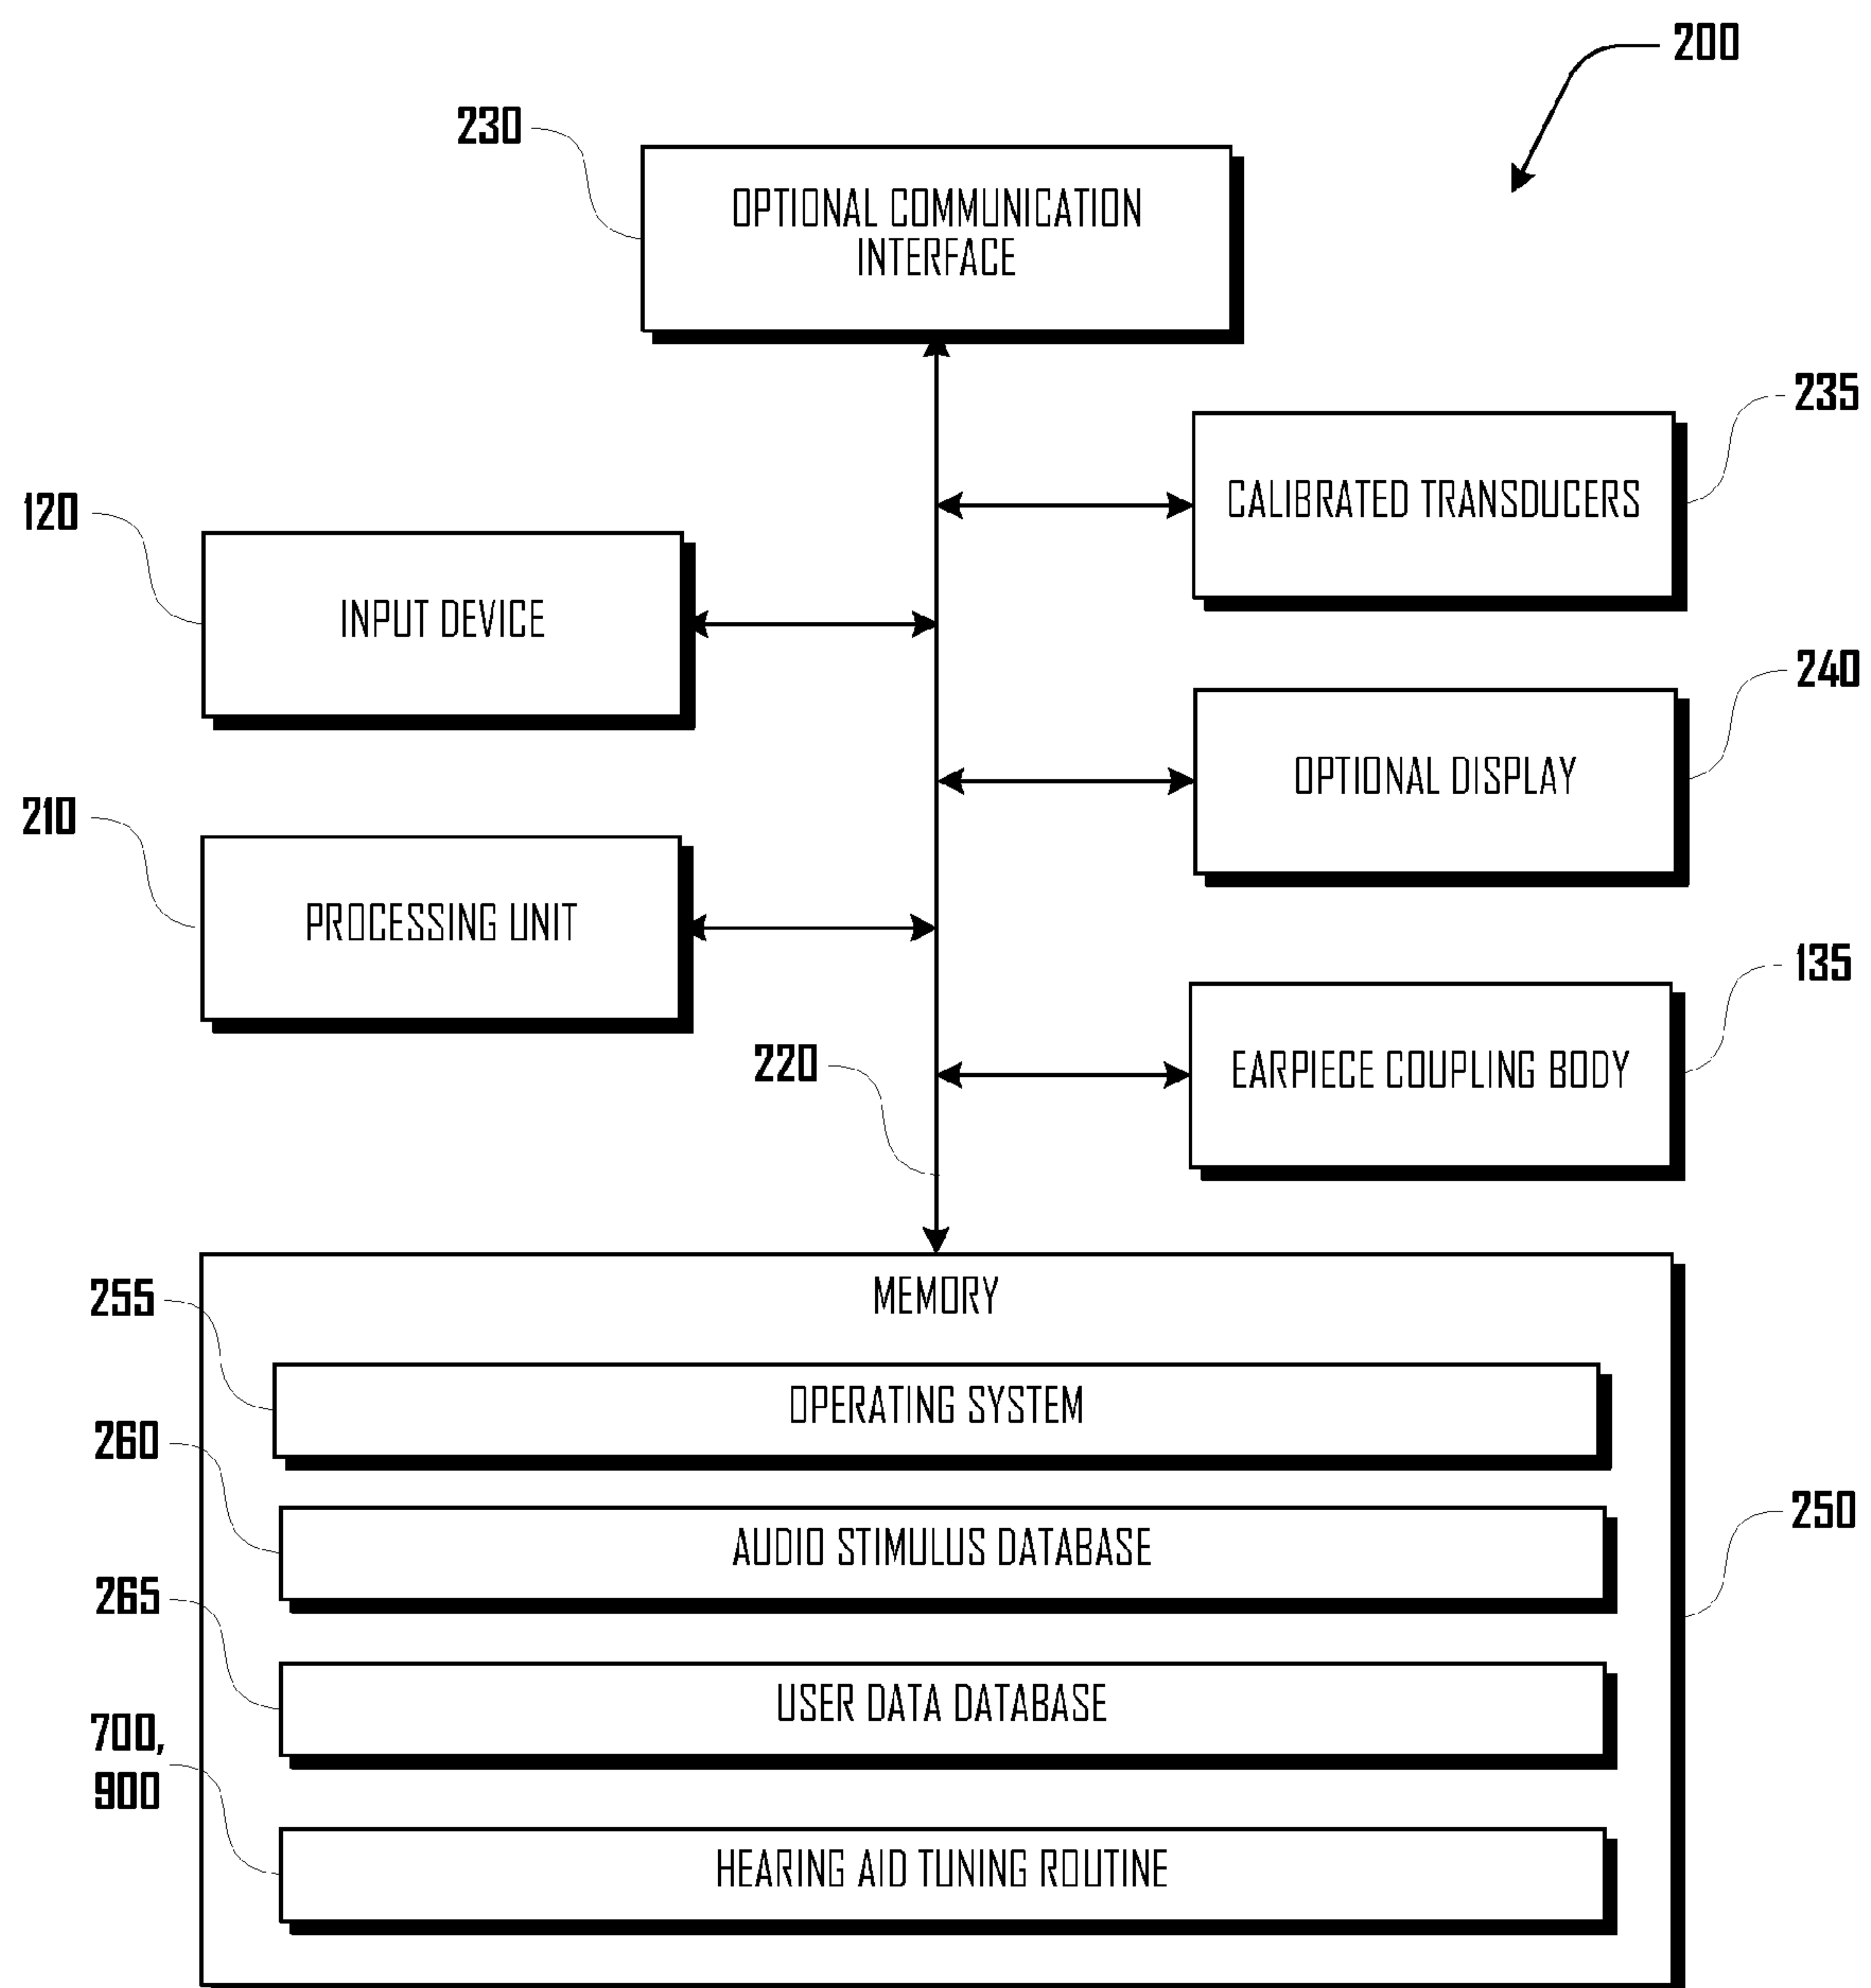 200
230
OPTIONAL COMMUNICATION
INTERFACE
235
CALIBRATED TRANSDUCERS
120
INPUT DEVICE
240
OPTIONAL DISPLAY
210
PROCESSING UNIT
135
EARPIECE COUPLING BODY
220
MEMORY
255
OPERATING SYSTEM
260
AUDIO STIMULUS DATABASE
250
265
USER DATA DATABASE
700,
900
HEARING AID TUNING ROUTINE